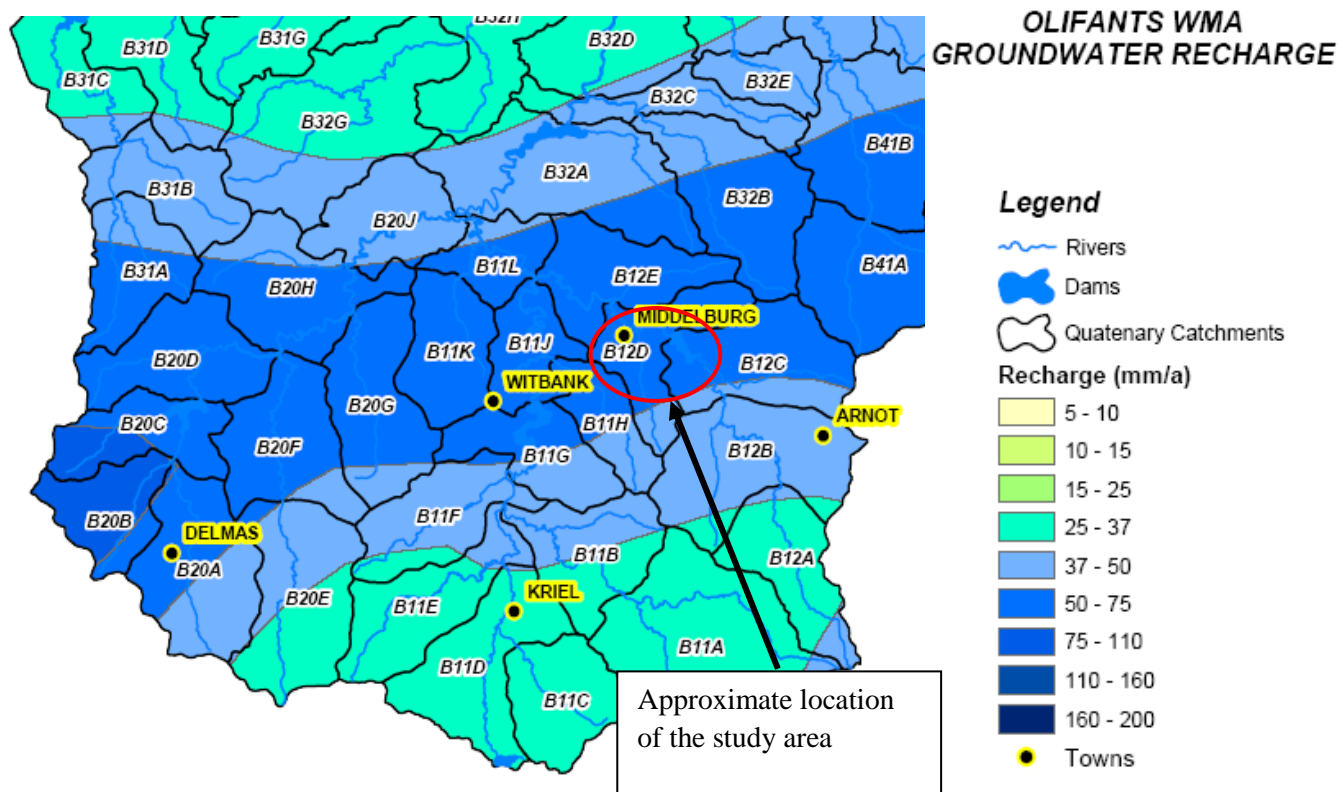 OLIFANTS WMA
GROUNDWATER RECHARGE
B31D
B31G
B32H
B32D
B31C
B32E
B32C
B32G
B41B
B32A
B31B
B32B
B20J
B31A
B11L
B12E
B41A
B20H
MIDDELBURG
B11J
B12D
B11K
B20D
B12C
WITBANK
B20G
ARNOT
B20C
B11H
B20F
B12B
B11G
B20B
B11F
DELMAS
B11B
B12A
B20A
KRIEL
B20E
B11E
B11A
B11D
B11C
Approximate location
of the study area
Legend
Rivers
Dams
Quatenary Catchments
Recharge (mm/a)
5 - 10
10 - 15
15 - 25
25 - 37
37 - 50
50 - 75
75 - 110
110 - 160
160 - 200
Towns